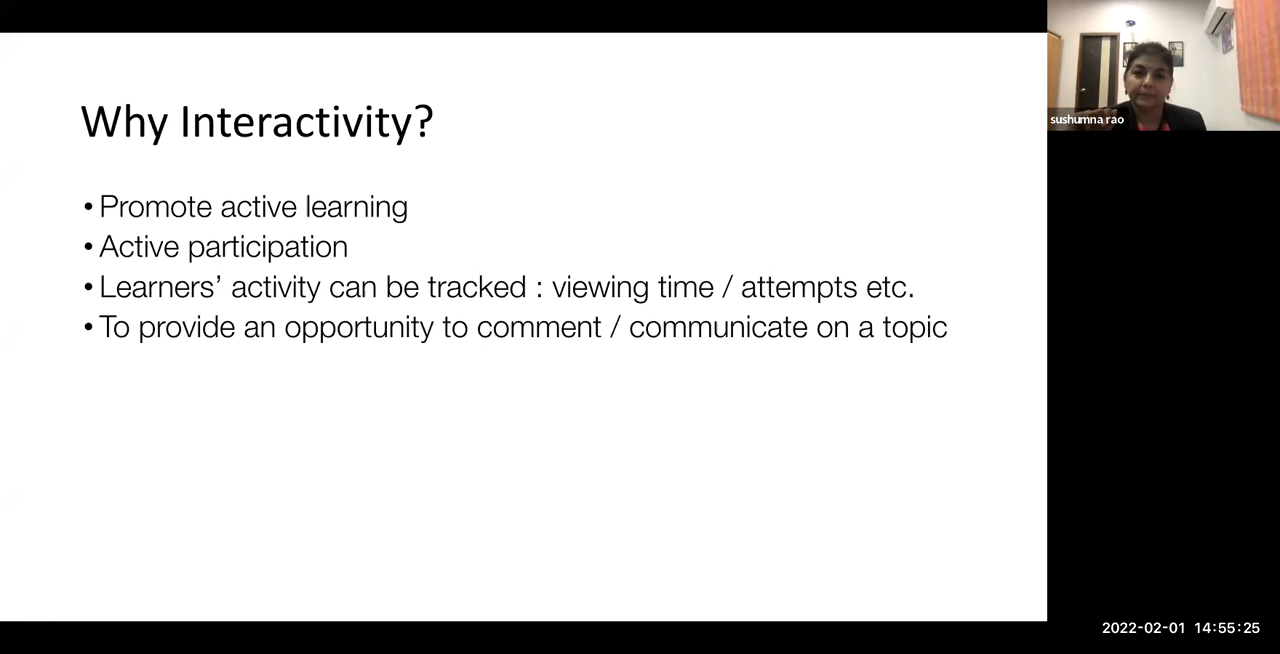 Why Interactivity?
• Promote active learning
• Active participation
• Learners’ activity can be tracked : viewing time / attempts etc.
• To provide an opportunity to comment / communicate on a topic
sushumna rao
2022-02-01 14:55:25